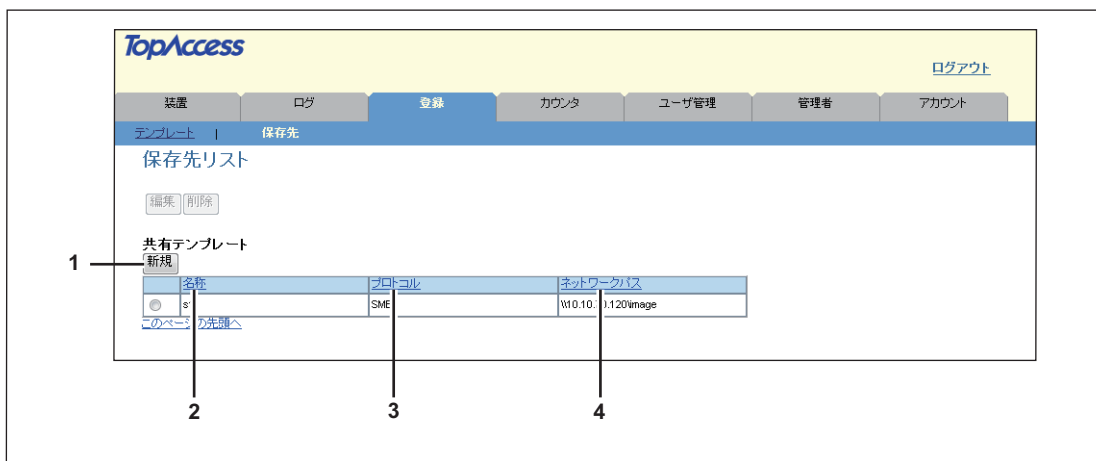 TopAccess
ログアウト
装置 ログ 登録 カウンタ ユーザ管理 管理者 アカウント
テンプレート | 保存先
保存先リスト
編集 削除
共有テンプレート
1 新規
名称 プロトコル ネットワークパス
このページの先頭へ
2 3 4